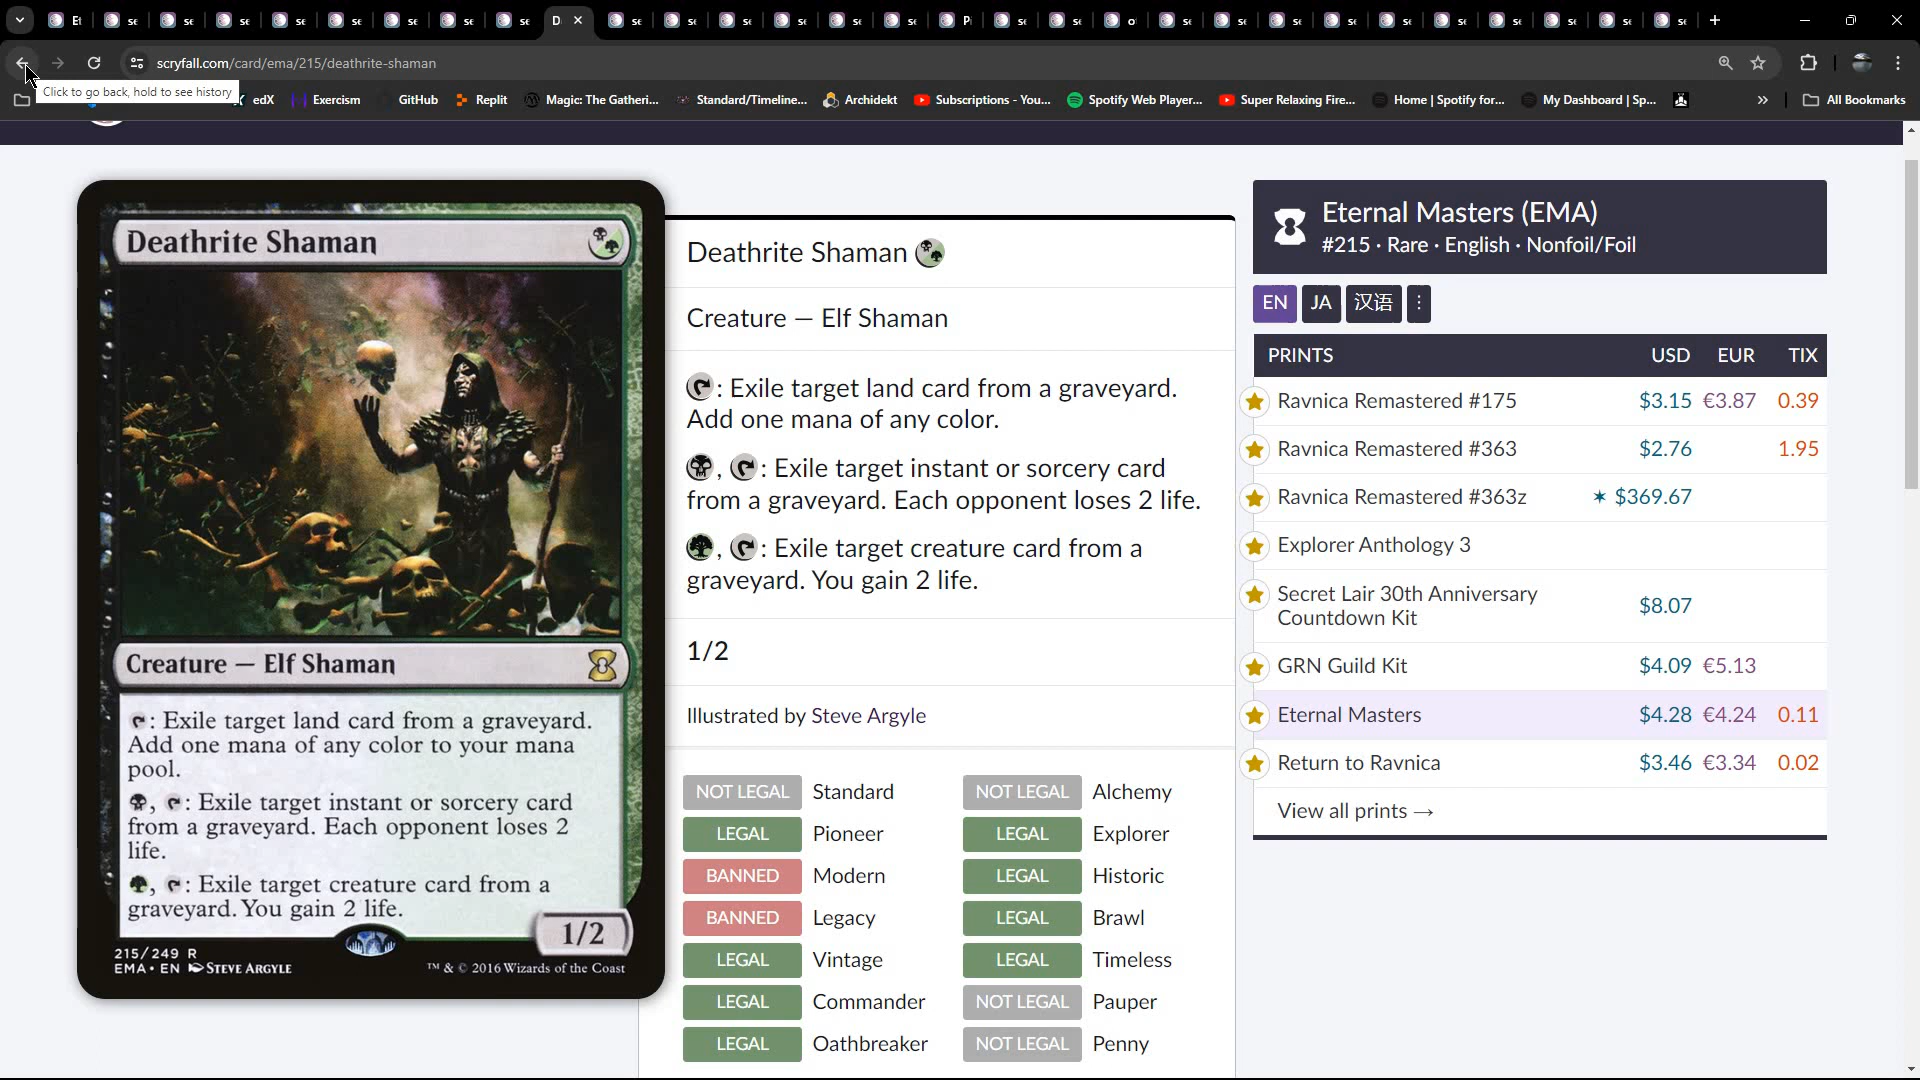 D
scryfall.com/card/ema/215/deathrite-shaman
Click to go back, hold to see history
edX
Exercism
GitHub
Replit
Magic: The Gatheri...
Standard/Timeline...
Archidekt
Subscriptions - You...
Spotify Web Player...
Super Relaxing Fire...
Home | Spotify for...
My Dashboard | Sp...
»
All Bookmarks
Deathrite Shaman
Creature — Elf Shaman
: Exile target land card from a graveyard.
Add one mana of any color to your mana
pool.
, : Exile target instant or sorcery card
from a graveyard. Each opponent loses 2
life.
, : Exile target creature card from a
graveyard. You gain 2 life.
1/2
215/249 R
EMA • EN STEVE ARGYLE
™ & © 2016 Wizards of the Coast
Deathrite Shaman
Creature — Elf Shaman
: Exile target land card from a graveyard.
Add one mana of any color.
, : Exile target instant or sorcery card
from a graveyard. Each opponent loses 2 life.
, : Exile target creature card from a
graveyard. You gain 2 life.
1/2
Illustrated by Steve Argyle
NOT LEGAL Standard NOT LEGAL Alchemy
LEGAL Pioneer LEGAL Explorer
BANNED Modern LEGAL Historic
BANNED Legacy LEGAL Brawl
LEGAL Vintage LEGAL Timeless
LEGAL Commander NOT LEGAL Pauper
LEGAL Oathbreaker NOT LEGAL Penny
Eternal Masters (EMA)
#215 · Rare · English · Nonfoil/Foil
EN JA 汉语
PRINTS USD EUR TIX
Ravnica Remastered #175 $3.15 €3.87 0.39
Ravnica Remastered #363 $2.76 1.95
Ravnica Remastered #363z $369.67
Explorer Anthology 3
Secret Lair 30th Anniversary
Countdown Kit $8.07
GRN Guild Kit $4.09 €5.13
Eternal Masters $4.28 €4.24 0.11
Return to Ravnica $3.46 €3.34 0.02
View all prints →